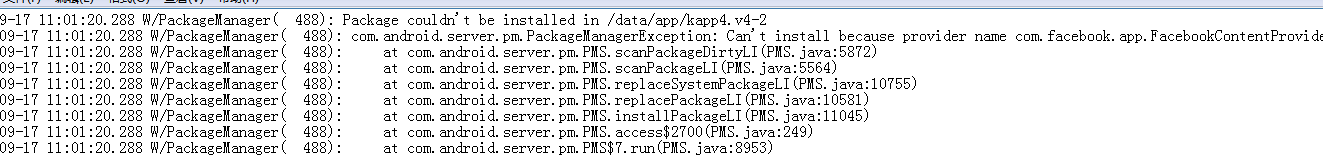 09-17 11:01:20.288 W/PackageManager(  488): Package couldn't be installed in /data/app/kapp4.v4-2
09-17 11:01:20.288 W/PackageManager(  488): com.android.server.pm.PackageManagerException: Can't install because provider name com.facebook.app.FacebookContentProvide
09-17 11:01:20.288 W/PackageManager(  488):     at com.android.server.pm.PMS.scanPackageDirtyLI(PMS.java:5872)
09-17 11:01:20.288 W/PackageManager(  488):     at com.android.server.pm.PMS.scanPackageLI(PMS.java:5564)
09-17 11:01:20.288 W/PackageManager(  488):     at com.android.server.pm.PMS.replaceSystemPackageLI(PMS.java:10755)
09-17 11:01:20.288 W/PackageManager(  488):     at com.android.server.pm.PMS.replacePackageLI(PMS.java:10581)
09-17 11:01:20.288 W/PackageManager(  488):     at com.android.server.pm.PMS.installPackageLI(PMS.java:11045)
09-17 11:01:20.288 W/PackageManager(  488):     at com.android.server.pm.PMS.access$2700(PMS.java:249)
09-17 11:01:20.288 W/PackageManager(  488):     at com.android.server.pm.PMS$7.run(PMS.java:8953)